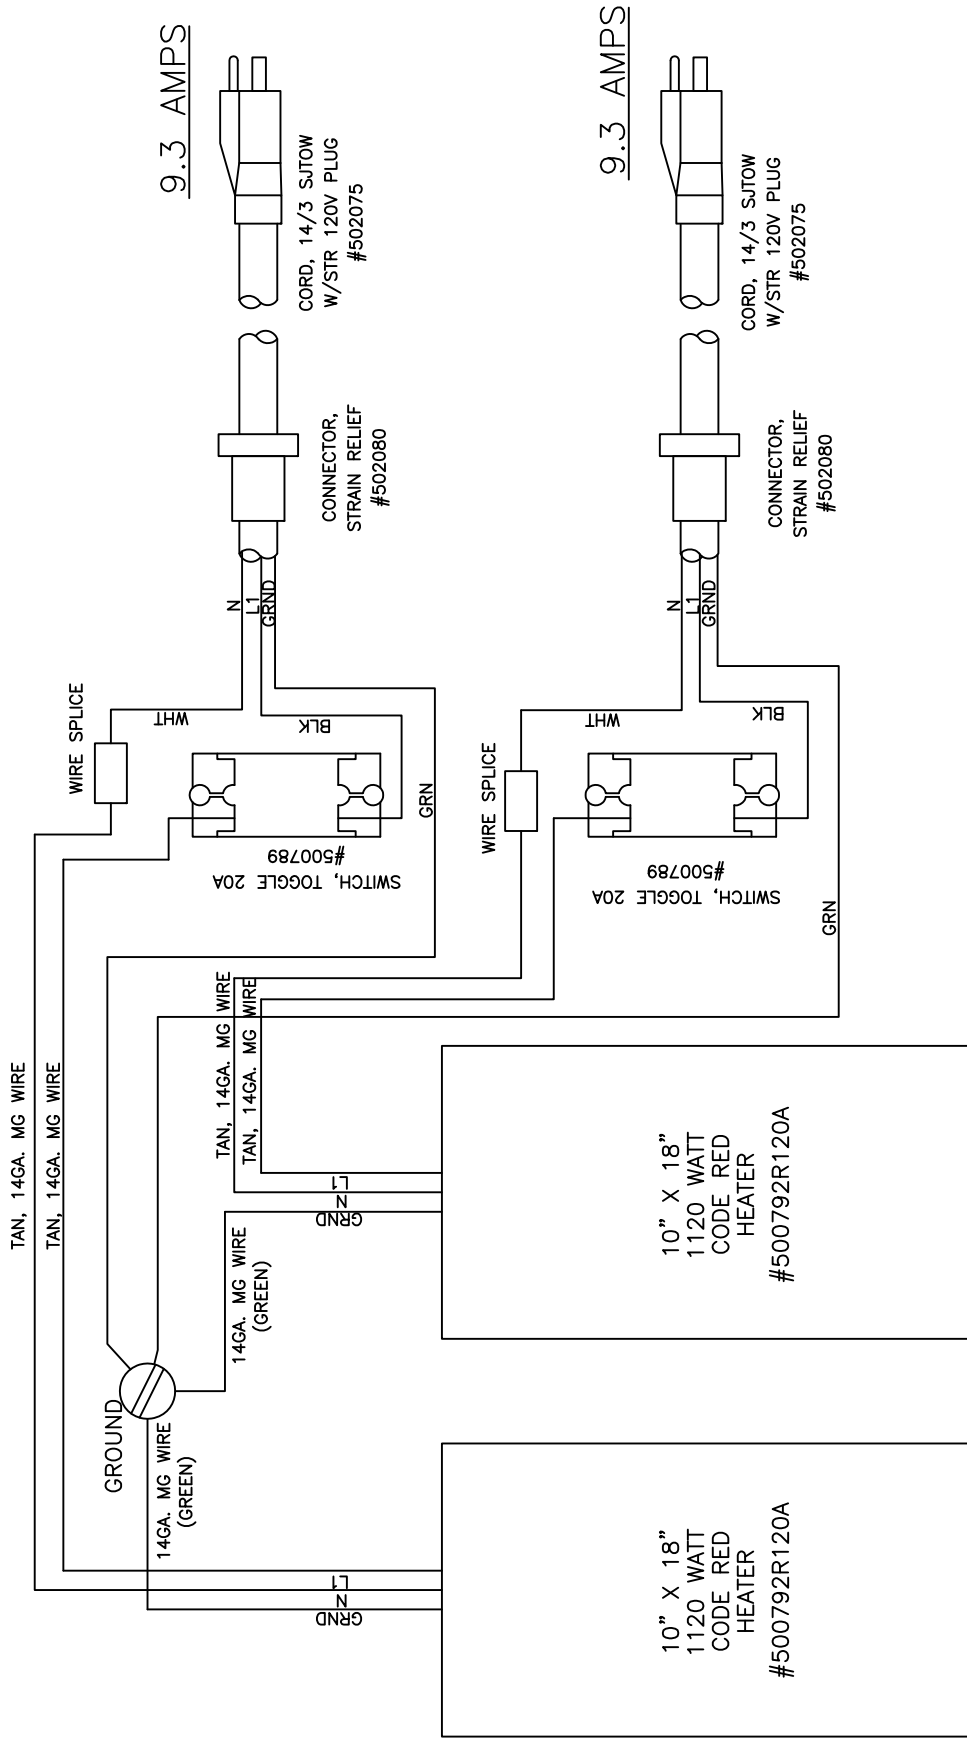 9.3 AMPS
CORD, 14/3 SJTOW
W/STR 120V PLUG
#502075
CONNECTOR,
STRAIN RELIEF
#502080
N
L1
GRND
WIRE SPLICE
WHT
BLK
GRN
SWITCH, TOGGLE 20A
#500789
TAN, 14GA. MG WIRE
TAN, 14GA. MG WIRE
9.3 AMPS
CORD, 14/3 SJTOW
W/STR 120V PLUG
#502075
CONNECTOR,
STRAIN RELIEF
#502080
N
L1
GRND
WIRE SPLICE
WHT
BLK
GRN
SWITCH, TOGGLE 20A
#500789
TAN, 14GA. MG WIRE
TAN, 14GA. MG WIRE
GROUND
14GA. MG WIRE
(GREEN)
14GA. MG WIRE
(GREEN)
L1
N
GRND
10" X 18"
1120 WATT
CODE RED
HEATER
#500792R120A
L1
N
GRND
10" X 18"
1120 WATT
CODE RED
HEATER
#500792R120A